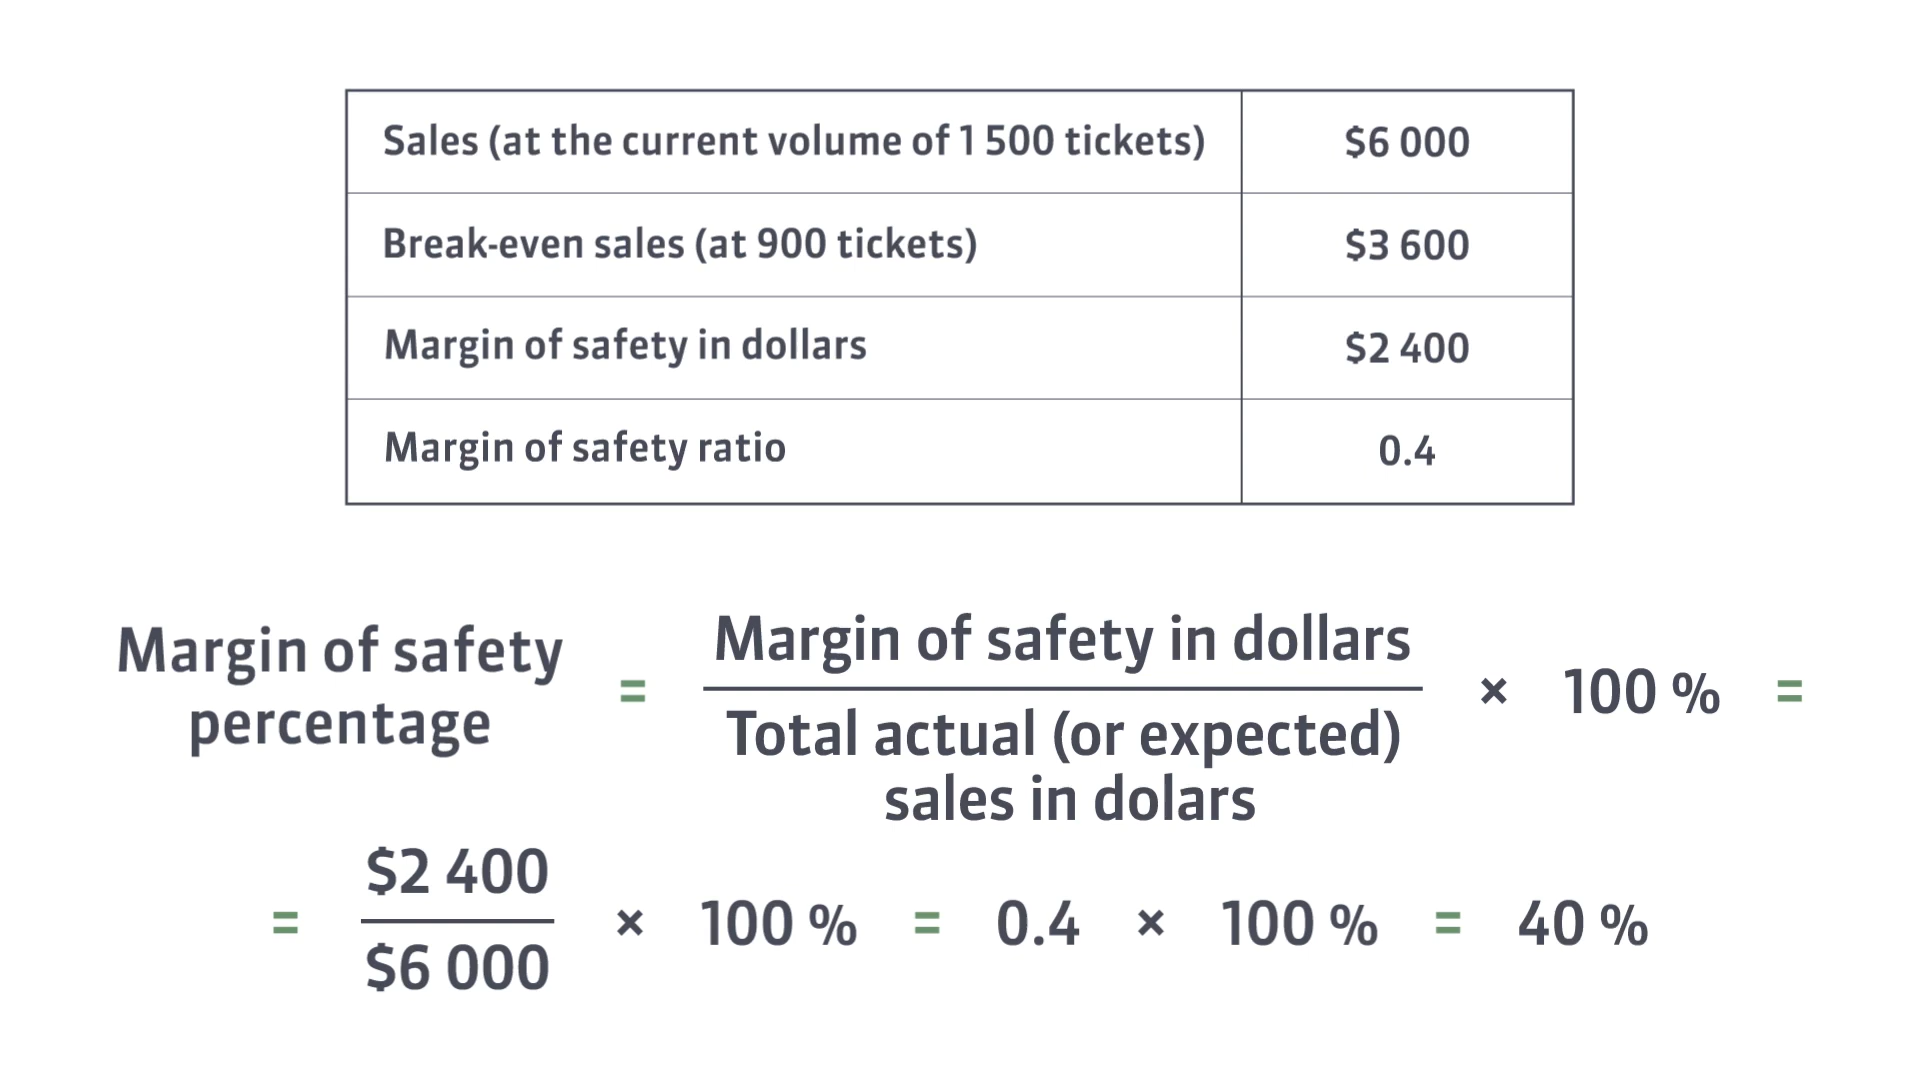 Sales (at the current volume of 1 500 tickets) $6 000
Break-even sales (at 900 tickets) $3 600
Margin of safety in dollars $2 400
Margin of safety ratio 0.4
Margin of safety
percentage
=
Margin of safety in dollars
Total actual (or expected)
sales in dolars
× 100 % =
=
$2 400
$6 000
× 100 % = 0.4 × 100 % = 40 %